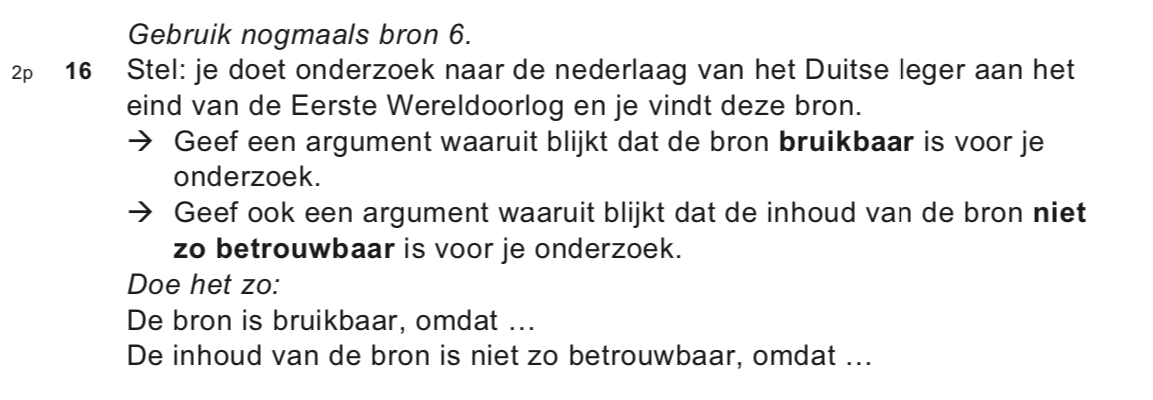 Gebruik nogmaals bron 6.
2p 16 Stel: je doet onderzoek naar de nederlaag van het Duitse leger aan het
eind van de Eerste Wereldoorlog en je vindt deze bron.
→ Geef een argument waaruit blijkt dat de bron bruikbaar is voor je
onderzoek.
→ Geef ook een argument waaruit blijkt dat de inhoud van de bron niet
zo betrouwbaar is voor je onderzoek.
Doe het zo:
De bron is bruikbaar, omdat …
De inhoud van de bron is niet zo betrouwbaar, omdat …